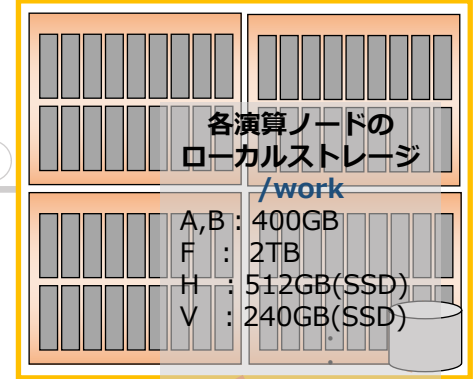 各演算ノードの
ローカルストレージ
/work
A,B：400GB
F ： 2TB
H ：512GB(SSD)
V ：240GB(SSD)
：